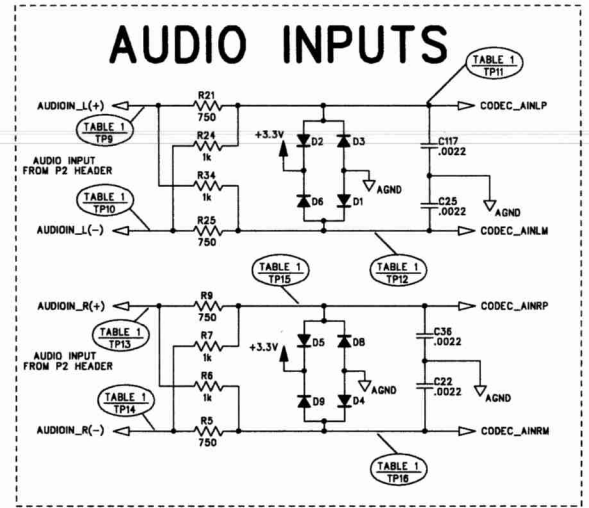 AUDIO INPUTS
TABLE 1
TP11
R21
750
AUDIOIN_L(+)
CODEC_AINLP
TABLE 1
TP9
R24
1k
+3.3V
D2
D3
C117
.0022
AUDIO INPUT
FROM P2 HEADER
R34
1k
AGND
TABLE 1
TP10
D6
D1
C25
.0022
AGND
R25
750
AUDIOIN_L(-)
CODEC_AINLM
TABLE 1
TP12
TABLE 1
TP15
R9
750
AUDIOIN_R(+)
CODEC_AINRP
TABLE 1
TP13
R7
1k
+3.3V
D5
D8
C36
.0022
AUDIO INPUT
FROM P2 HEADER
R6
1k
AGND
TABLE 1
TP14
D9
D4
C22
.0022
AGND
R5
750
AUDIOIN_R(-)
CODEC_AINRM
TABLE 1
TP16